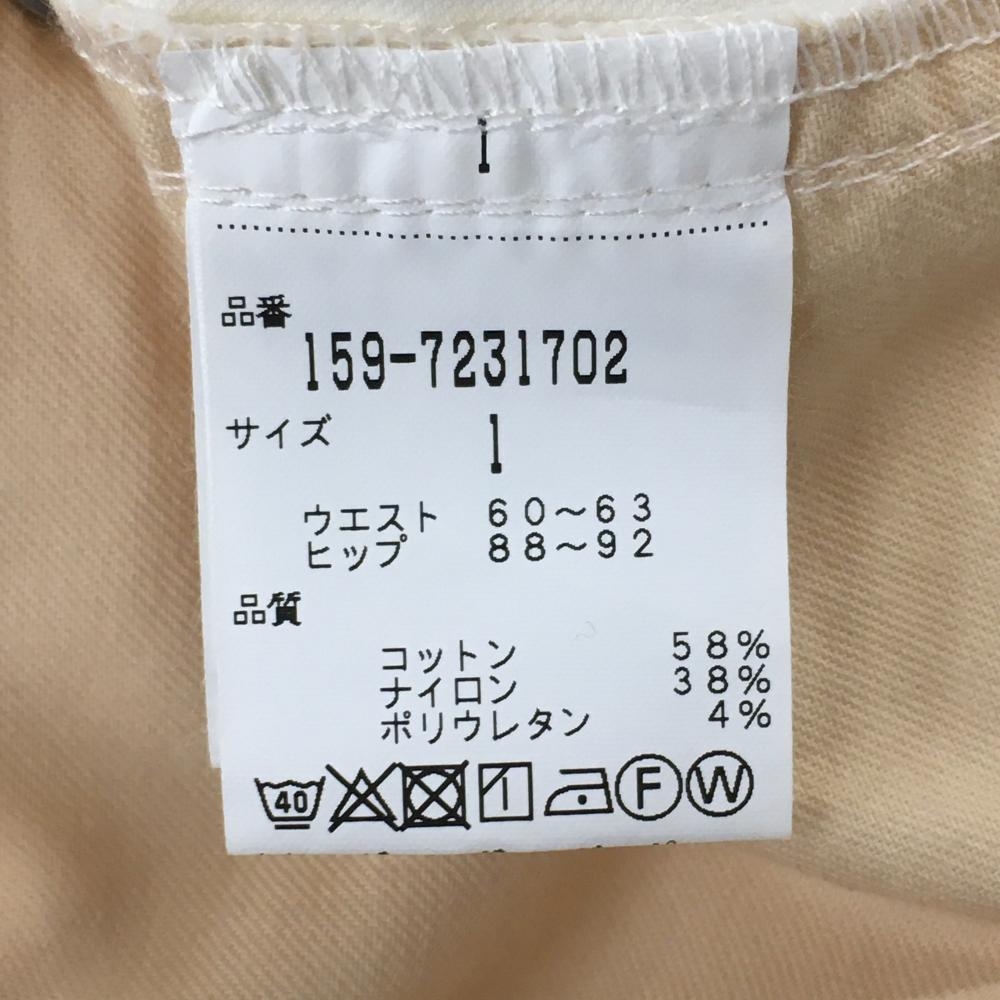 1
品番
159-7231702
サイズ
1
ウエスト 60～63
ヒップ 88～92
品質
コットン 58%
ナイロン 38%
ポリウレタン 4%
40 F W